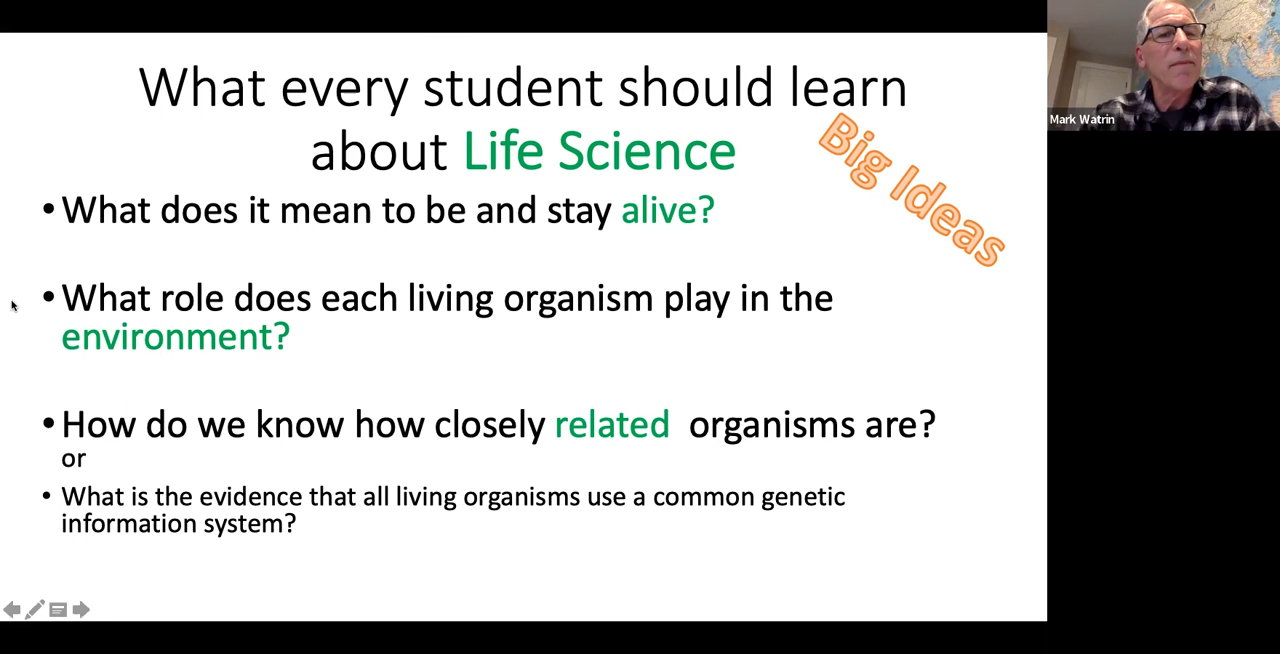 What every student should learn
about Life Science
Big Ideas
• What does it mean to be and stay alive?
• What role does each living organism play in the
environment?
• How do we know how closely related organisms are?
or
• What is the evidence that all living organisms use a common genetic
information system?
Mark Watrin